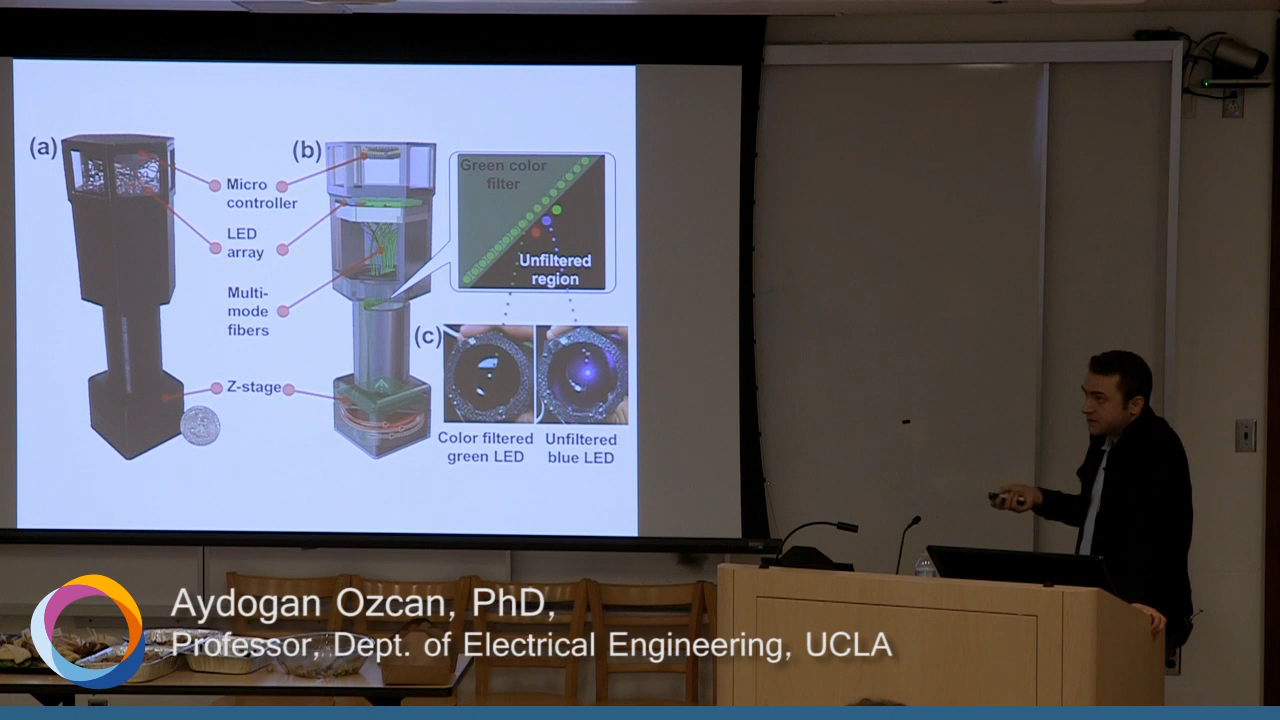 (a)
(b)
Micro
controller
LED
array
Multi-
mode
fibers
Z-stage
Green color
filter
Unfiltered
region
(c)
Color filtered
green LED
Unfiltered
blue LED
Aydogan Ozcan, PhD,
Professor, Dept. of Electrical Engineering, UCLA